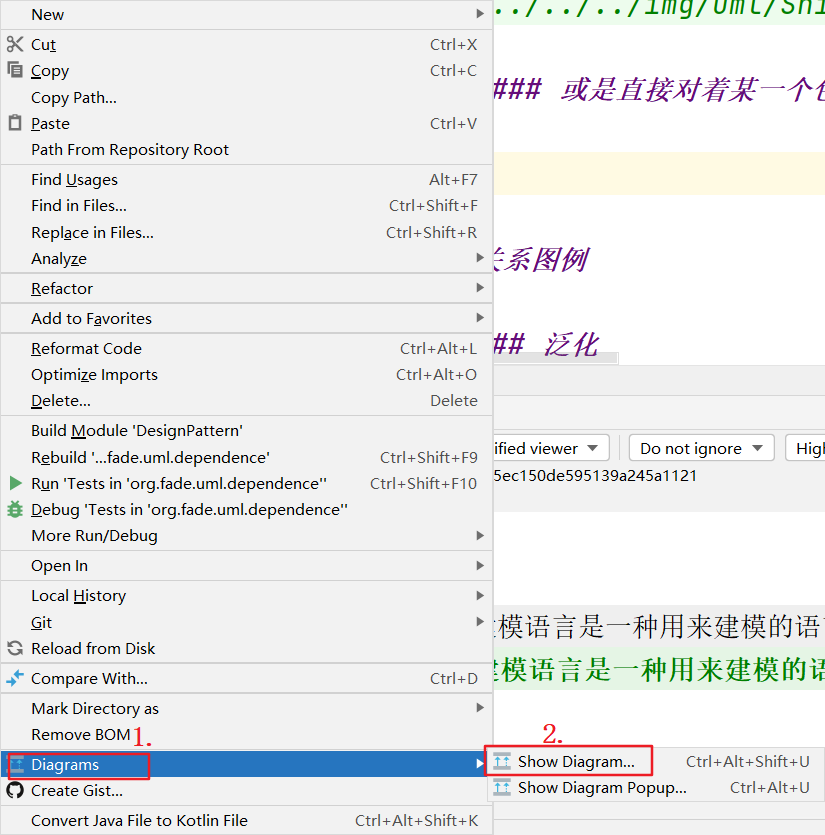 New
Cut Ctrl+X
Copy Ctrl+C
Copy Path...
Paste Ctrl+V
Path From Repository Root
Find Usages Alt+F7
Find in Files... Ctrl+Shift+F
Replace in Files... Ctrl+Shift+R
Analyze
Refactor
Add to Favorites
Reformat Code Ctrl+Alt+L
Optimize Imports Ctrl+Alt+O
Delete... Delete
Build Module 'DesignPattern'
Rebuild '...fade.uml.dependence' Ctrl+Shift+F9
Run 'Tests in 'org.fade.uml.dependence'' Ctrl+Shift+F10
Debug 'Tests in 'org.fade.uml.dependence''
More Run/Debug
Open In
Local History
Git
Reload from Disk
Compare With... Ctrl+D
Mark Directory as
Remove BOM
1.
Diagrams
Create Gist...
Convert Java File to Kotlin File Ctrl+Alt+Shift+K
2.
Show Diagram... Ctrl+Alt+Shift+U
Show Diagram Popup... Ctrl+Alt+U
../../../img/uml/Shi
### 或是直接对着某一个
系图例
## 泛化
ified viewer
Do not ignore
High
5ec150de595139a245a1121
模语言是一种用来建模的语
建模语言是一种用来建模的语